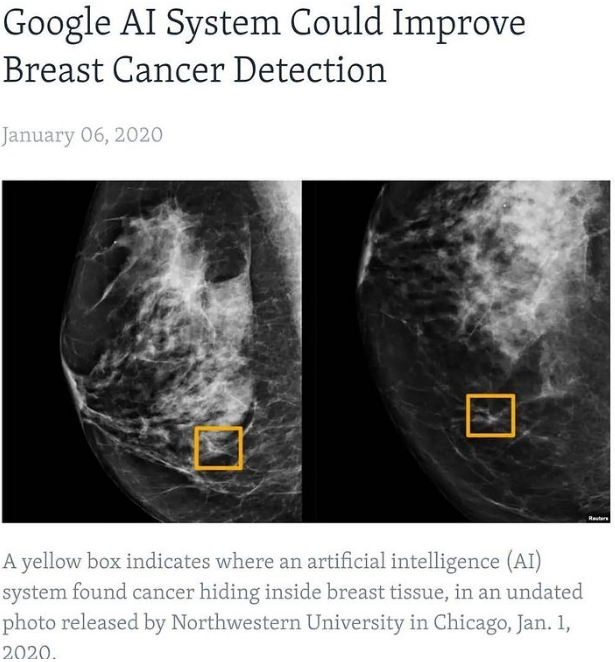 Google AI System Could Improve
Breast Cancer Detection
January 06, 2020
Reuters
A yellow box indicates where an artificial intelligence (AI)
system found cancer hiding inside breast tissue, in an undated
photo released by Northwestern University in Chicago, Jan. 1,
2020.